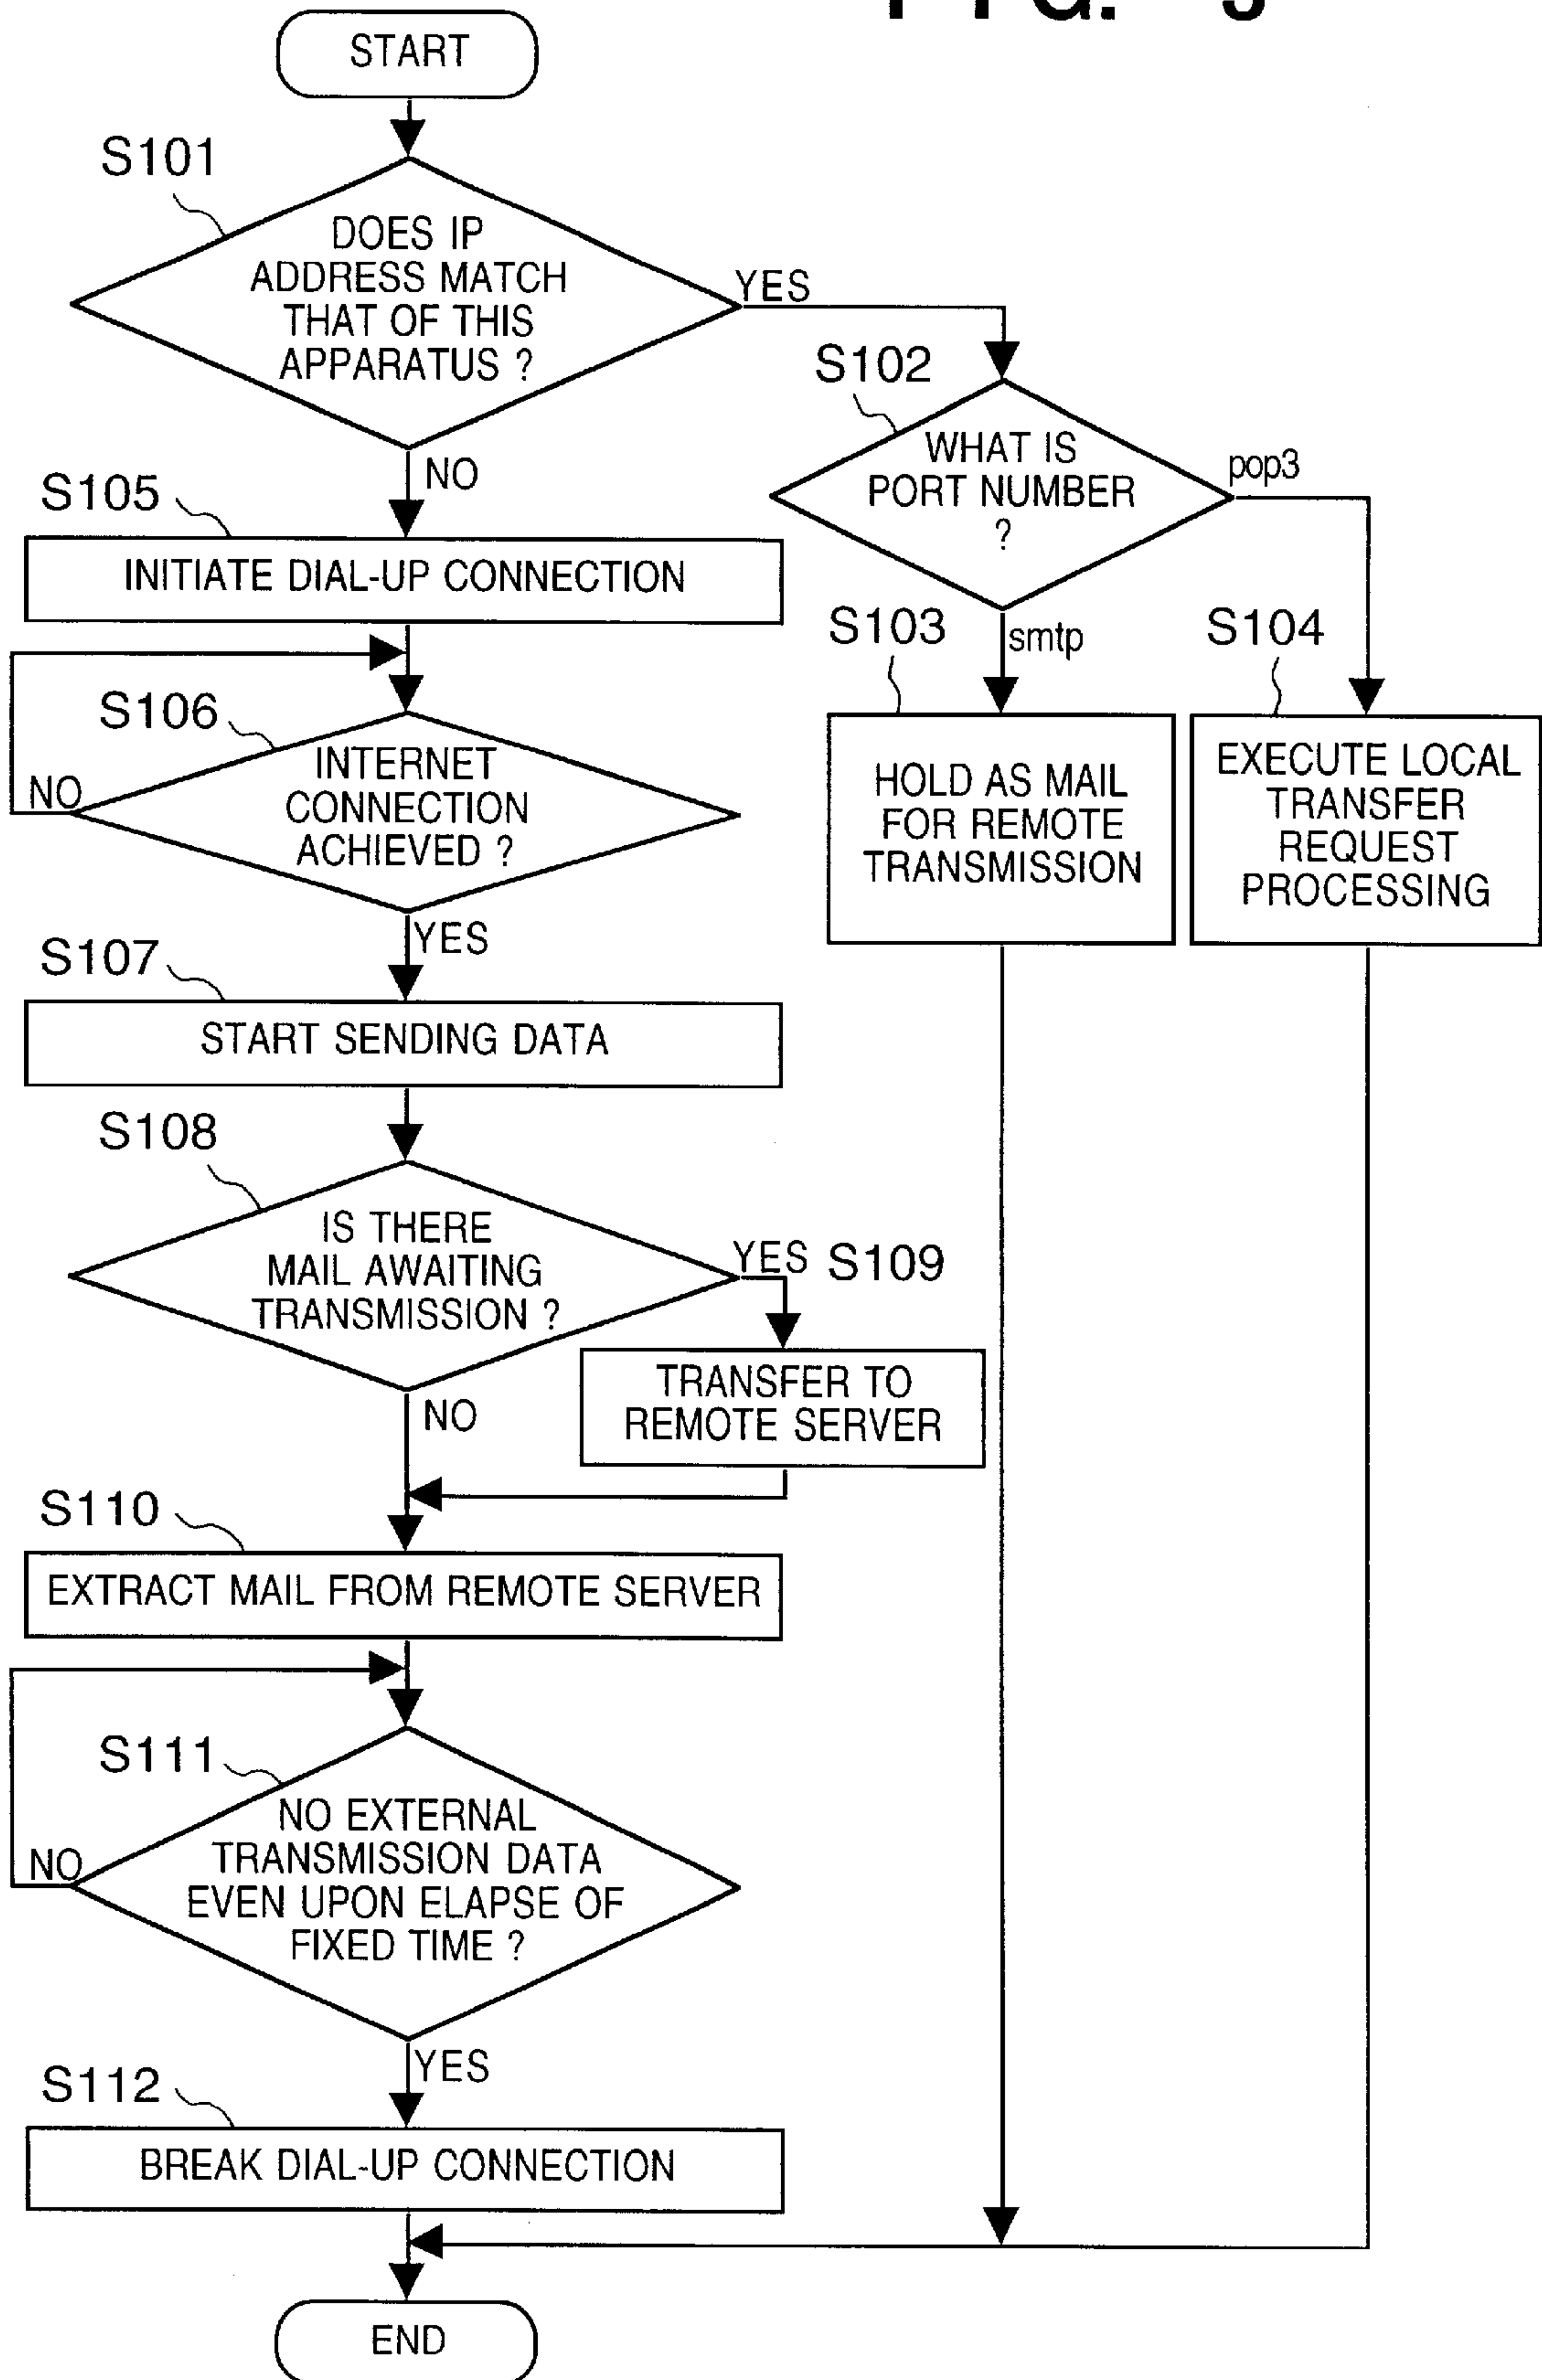 FIG.
START
S101
DOES IP
ADDRESS MATCH
THAT OF THIS
APPARATUS ?
YES
NO
S102
WHAT IS
PORT NUMBER
?
pop3
smtp
S103
HOLD AS MAIL
FOR REMOTE
TRANSMISSION
S104
EXECUTE LOCAL
TRANSFER
REQUEST
PROCESSING
S105
INITIATE DIAL-UP CONNECTION
S106
INTERNET
CONNECTION
ACHIEVED ?
NO
YES
S107
START SENDING DATA
S108
IS THERE
MAIL AWAITING
TRANSMISSION ?
YES
NO
S109
TRANSFER TO
REMOTE SERVER
S110
EXTRACT MAIL FROM REMOTE SERVER
S111
NO EXTERNAL
TRANSMISSION DATA
EVEN UPON ELAPSE OF
FIXED TIME ?
NO
YES
S112
BREAK DIAL-UP CONNECTION
END